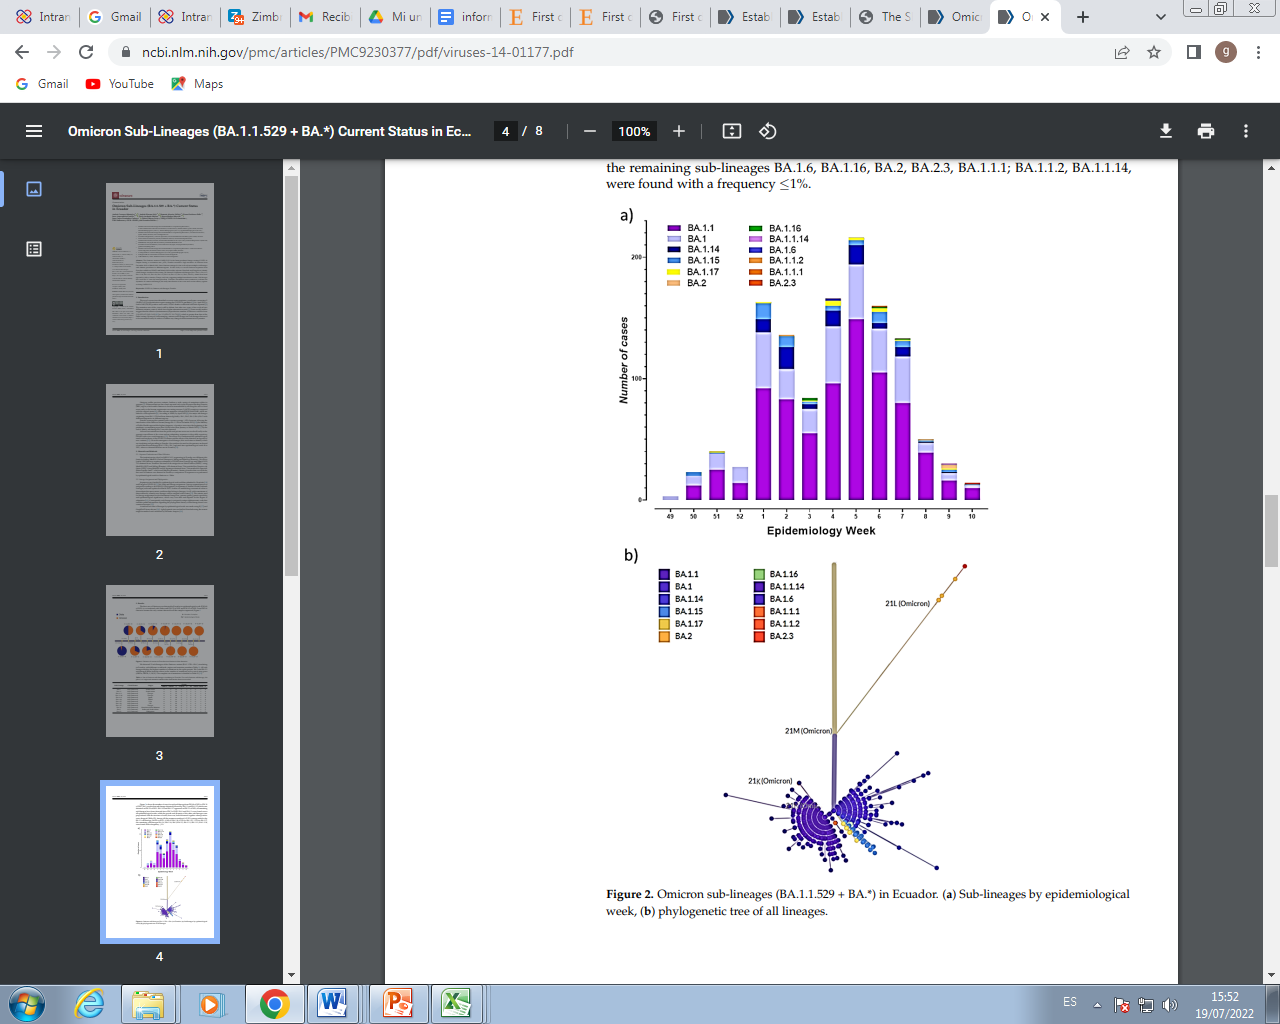 Intran
Gmail
Intran
Zimbr
Recib
Mi un
inforr
First c
First c
First c
Estab
Estab
The S
Omic
O
ncbi.nlm.nih.gov/pmc/articles/PMC9230377/pdf/viruses-14-01177.pdf
g
Gmail
YouTube
Maps
Omicron Sub-Lineages (BA.1.1.529 + BA.*) Current Status in Ec...
4 / 8
100%
1
2
3
4
the remaining sub-lineages BA.1.6, BA.1.16, BA.2, BA.2.3, BA.1.1.1; BA.1.1.2, BA.1.1.14,
were found with a frequency ≤1%.
a)
BA.1.1
BA.1
BA.1.14
BA.1.15
BA.1.17
BA.2
BA.1.16
BA.1.1.14
BA.1.6
BA.1.1.2
BA.1.1.1
BA.2.3
Number of cases
200
100
0
49 50 51 52 1 2 3 4 5 6 7 8 9 10
Epidemiology Week
b)
BA.1.1
BA.1
BA.1.14
BA.1.15
BA.1.17
BA.2
BA.1.16
BA.1.1.14
BA.1.6
BA.1.1.1
BA.1.1.2
BA.2.3
21L (Omicron)
21M (Omicron)
21K (Omicron)
Figure 2. Omicron sub-lineages (BA.1.1.529 + BA.*) in Ecuador. (a) Sub-lineages by epidemiological
week, (b) phylogenetic tree of all lineages.
ES
15:52
19/07/2022